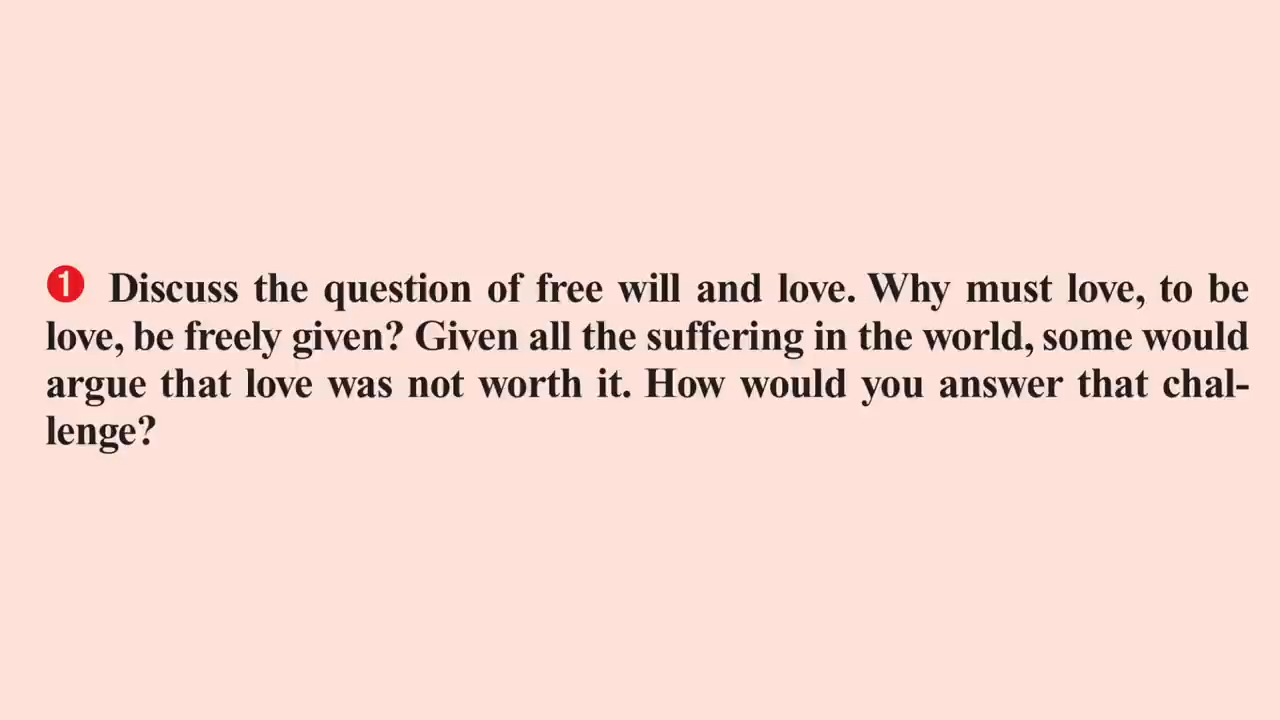 1 Discuss the question of free will and love. Why must love, to be
love, be freely given? Given all the suffering in the world, some would
argue that love was not worth it. How would you answer that chal-
lenge?